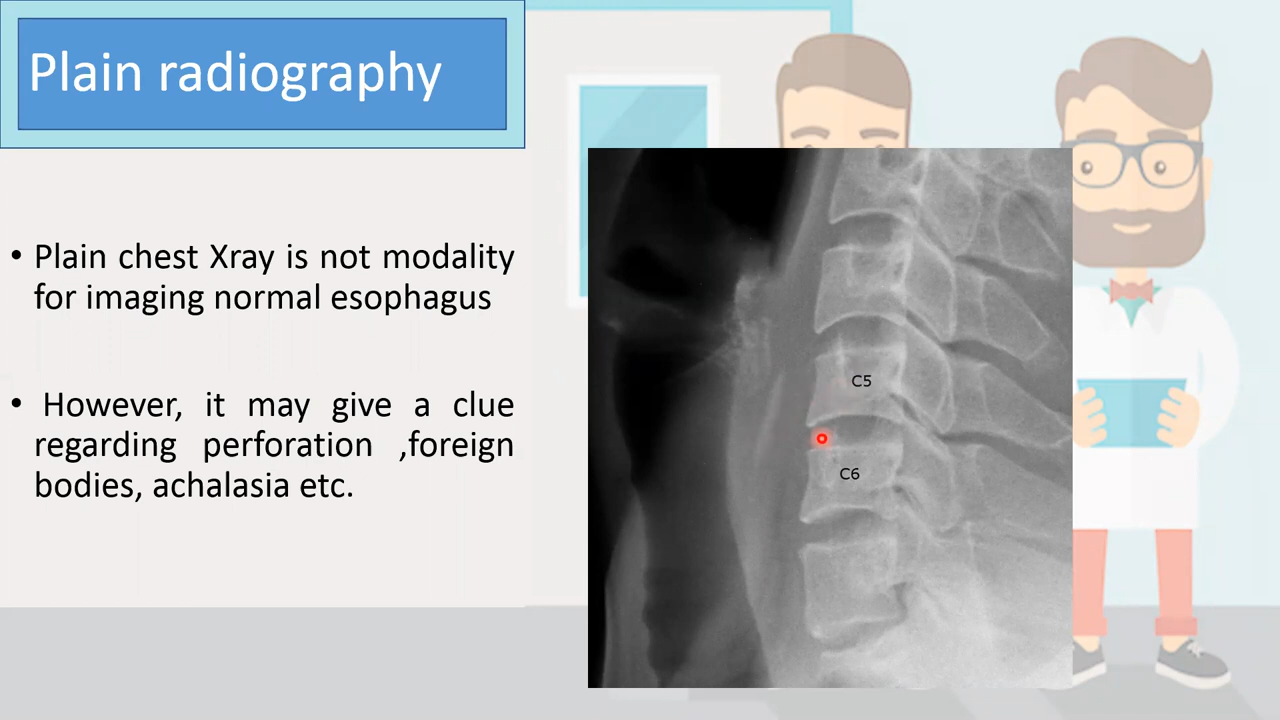 Plain radiography
• Plain chest Xray is not modality
for imaging normal esophagus
• However, it may give a clue
regarding perforation ,foreign
bodies, achalasia etc.
C5
C6